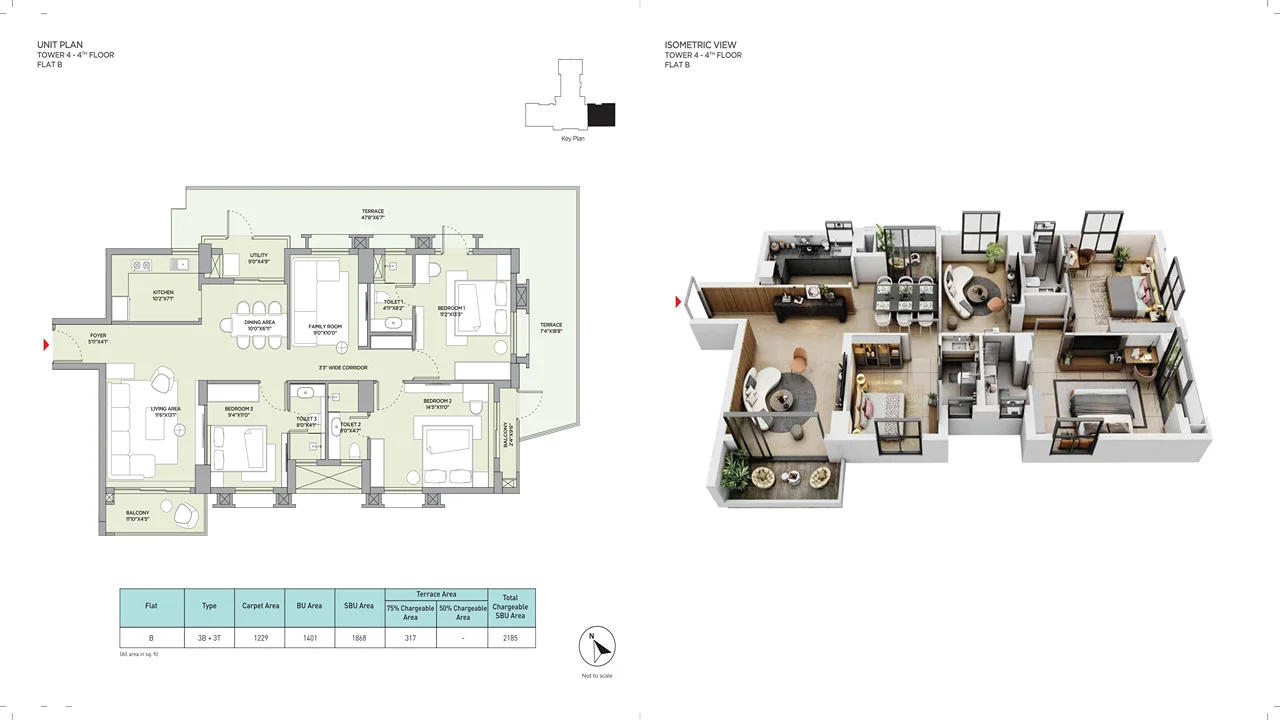 UNIT PLAN
TOWER 4 - 4TH FLOOR
FLAT B
Key Plan
TERRACE
47'8"X6'7"
UTILITY
9'0"X4'9"
KITCHEN
10'2"X7'1"
TOILET 1
4'11"X8'2"
BEDROOM 1
11'2"X13'3"
DINING AREA
10'0"X6'11"
FAMILY ROOM
9'0"X10'0"
TERRACE
7'4"X18'8"
FOYER
5'11"X4'1"
3'3" WIDE CORRIDOR
LIVING AREA
11'6"X13'1"
BEDROOM 3
9'4"X11'0"
TOILET 3
8'0"X4'1"
TOILET 2
8'0"X4'7"
BEDROOM 2
14'5"X11'0"
BALCONY
2'4"X9'6"
BALCONY
11'10"X4'5"
Flat Type Carpet Area BU Area SBU Area Terrace Area 75% Chargeable Area 50% Chargeable Area Total Chargeable SBU Area
B 3B + 3T 1229 1401 1868 317 - 2185
(All area in sq. ft)
N
Not to scale
ISOMETRIC VIEW
TOWER 4 - 4TH FLOOR
FLAT B